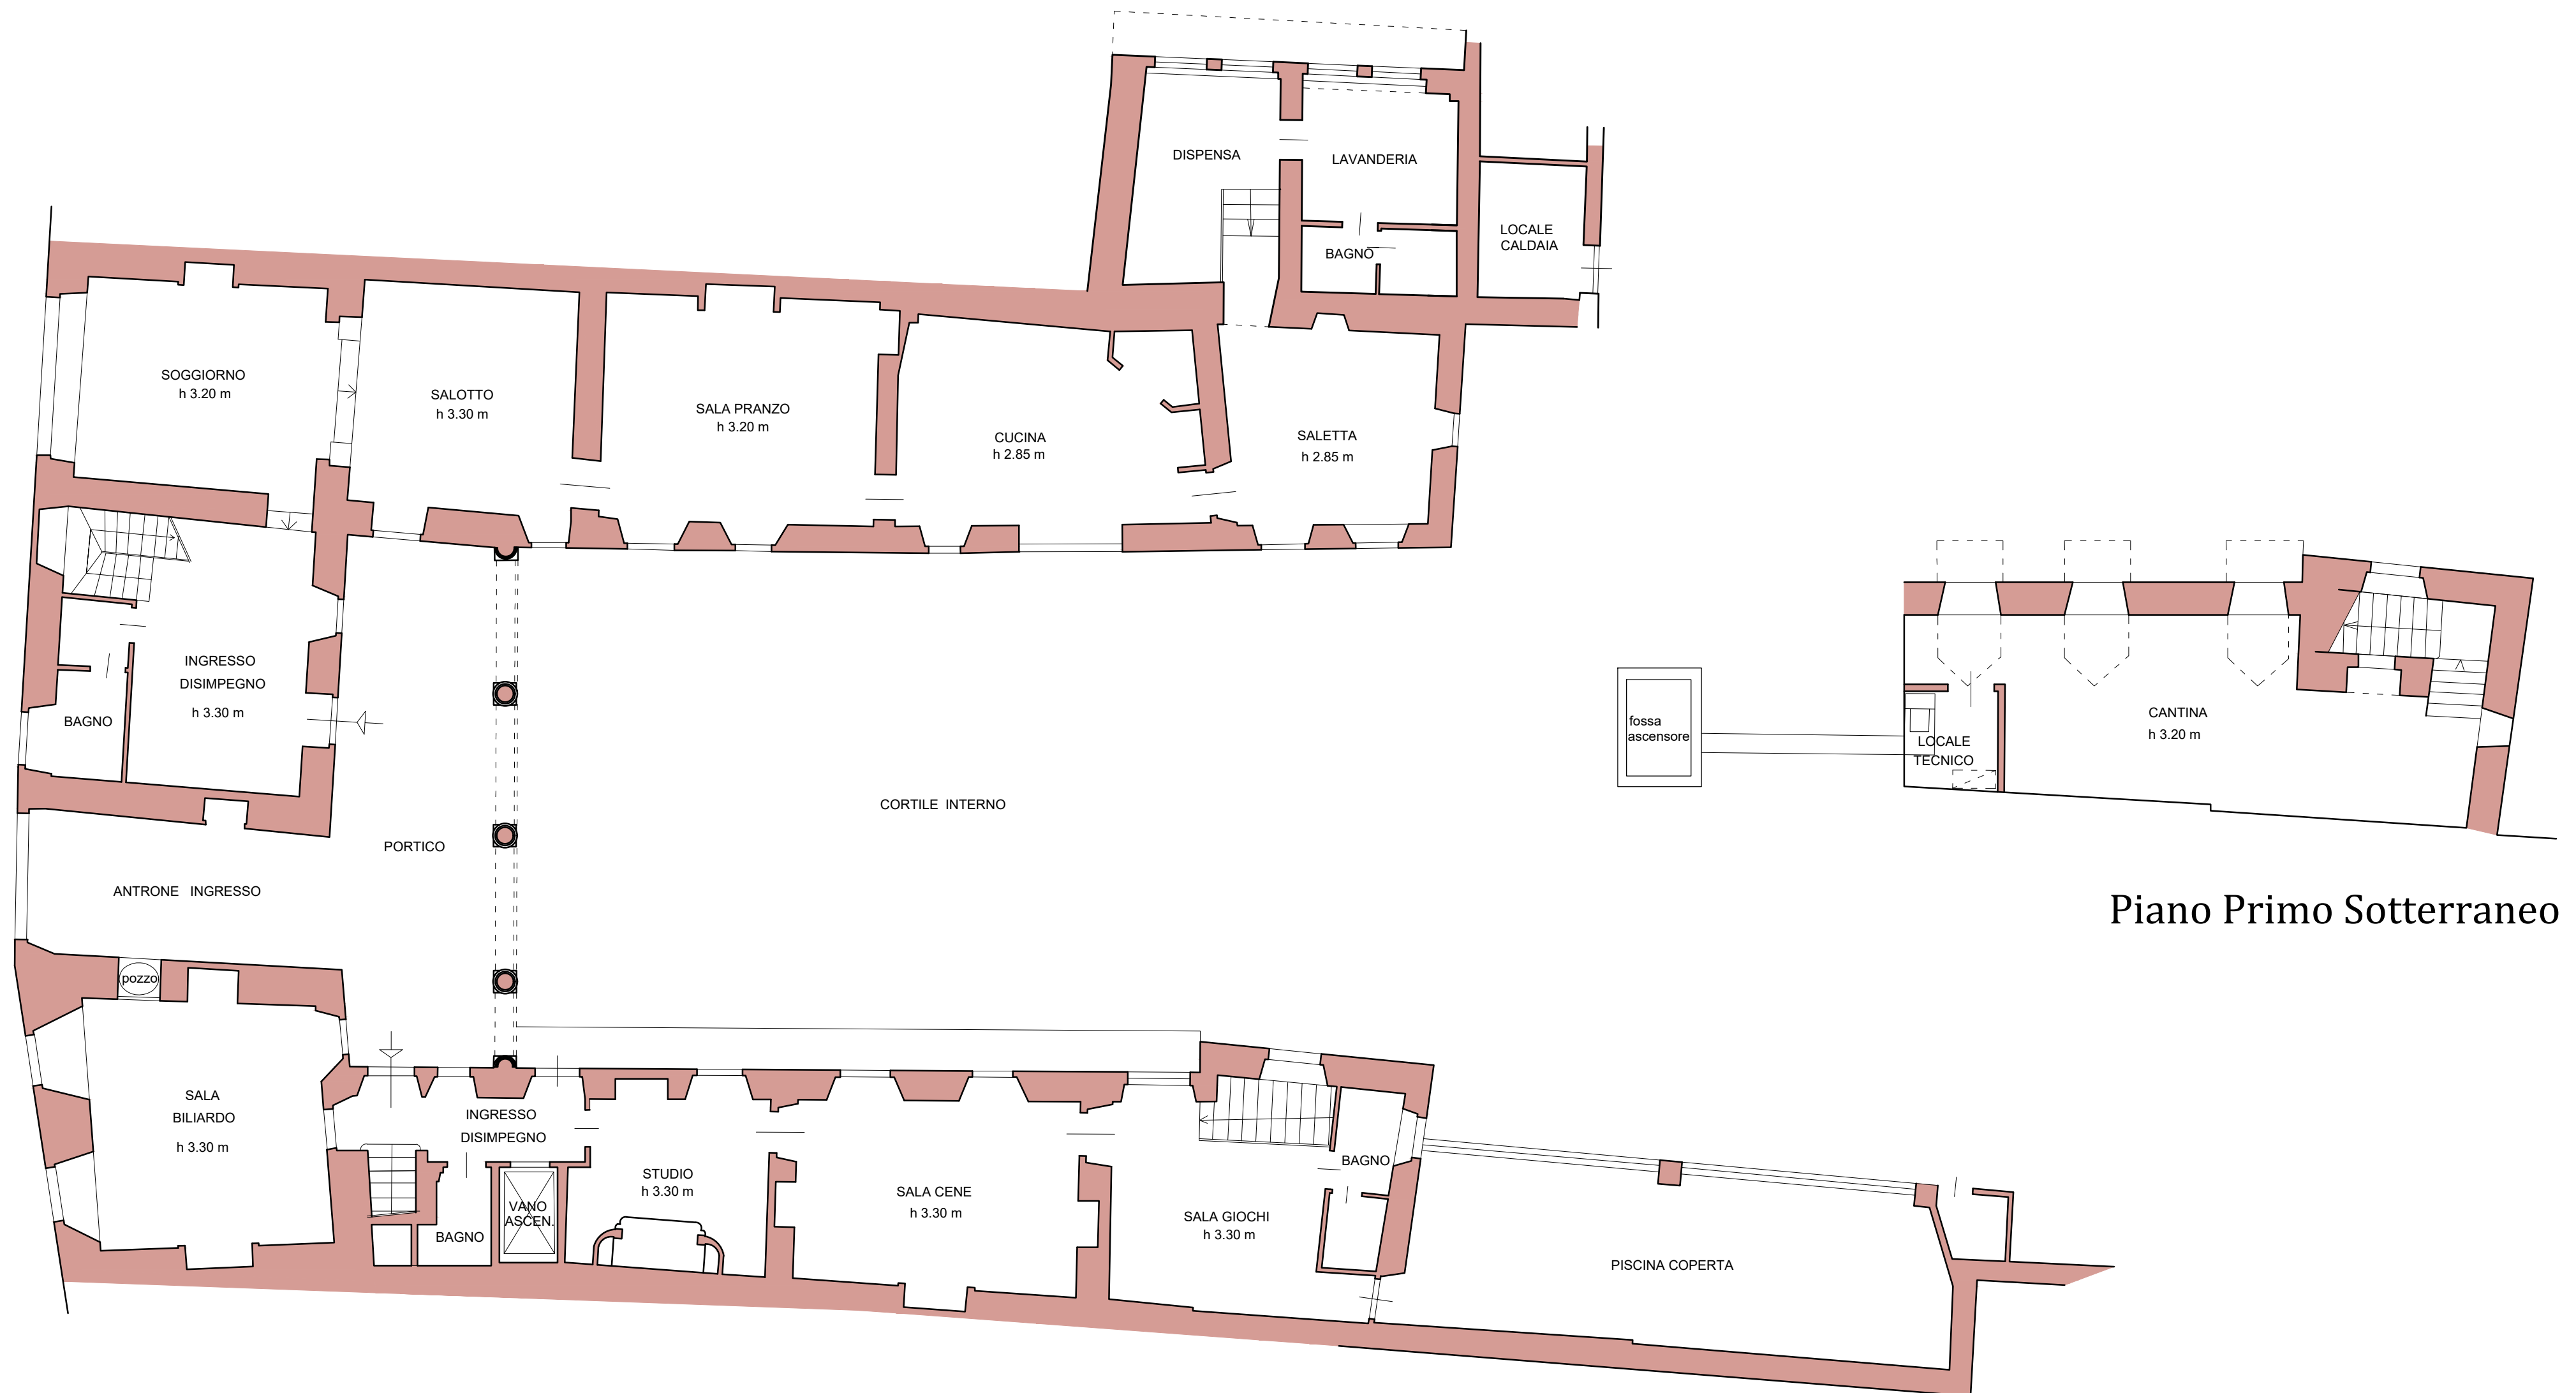 DISPENSA
LAVANDERIA
BAGNO
LOCALE
CALDAIA
SOGGIORNO
h 3.20 m
SALOTTO
h 3.30 m
SALA PRANZO
h 3.20 m
CUCINA
h 2.85 m
SALETTA
h 2.85 m
INGRESSO
DISIMPEGNO
h 3.30 m
BAGNO
PORTICO
CORTILE INTERNO
ANTRONE INGRESSO
pozzo
fossa
ascensore
LOCALE
TECNICO
CANTINA
h 3.20 m
Piano Primo Sotterraneo
SALA
BILIARDO
h 3.30 m
INGRESSO
DISIMPEGNO
BAGNO
VANO
ASCEN.
STUDIO
h 3.30 m
SALA CENE
h 3.30 m
SALA GIOCHI
h 3.30 m
BAGNO
PISCINA COPERTA